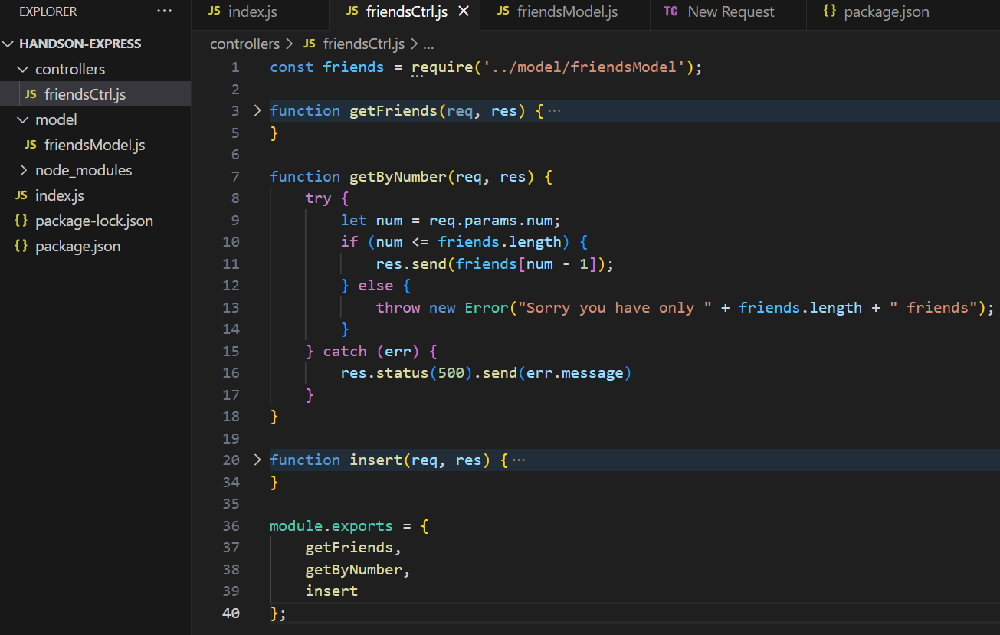 EXPLORER ...
JS index.js JS friendsCtrl.js JS friendsModel.js TC New Request {} package.json
HANDSON-EXPRESS
controllers
JS friendsCtrl.js
model
JS friendsModel.js
node_modules
JS index.js
{} package-lock.json
{} package.json
controllers > JS friendsCtrl.js > ...
1 const friends = require('../model/friendsModel');
2
3 function getFriends(req, res) {...
5 }
6
7 function getByNumber(req, res) {
8 try {
9 let num = req.params.num;
10 if (num <= friends.length) {
11 res.send(friends[num - 1]);
12 } else {
13 throw new Error("Sorry you have only " + friends.length + " friends");
14 }
15 } catch (err) {
16 res.status(500).send(err.message)
17 }
18 }
19
20 function insert(req, res) {...
34 }
35
36 module.exports = {
37 getFriends,
38 getByNumber,
39 insert
40 };